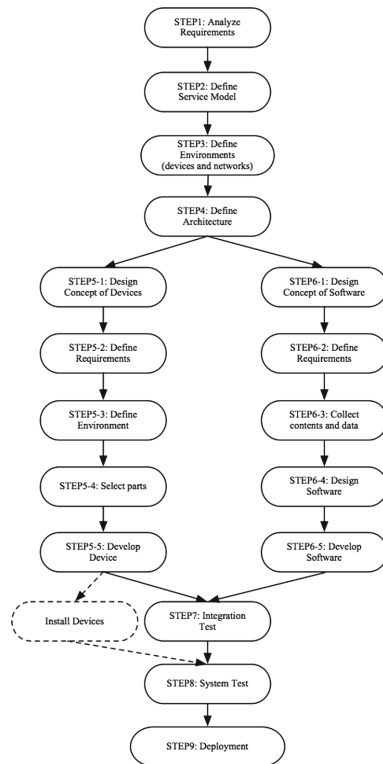 STEP1: Analyze
Requirements
STEP2: Define
Service Model
STEP3: Define
Environments
(devices and networks)
STEP4: Define
Architecture
STEP5-1: Design
Concept of Devices
STEP6-1: Design
Concept of Software
STEP5-2: Define
Requirements
STEP6-2: Define
Requirements
STEP5-3: Define
Environment
STEP6-3: Collect
contents and data
STEP5-4: Select parts
STEP6-4: Design
Software
STEP5-5: Develop
Device
STEP6-5: Develop
Software
Install Devices
STEP7: Integration
Test
STEP8: System Test
STEP9: Deployment